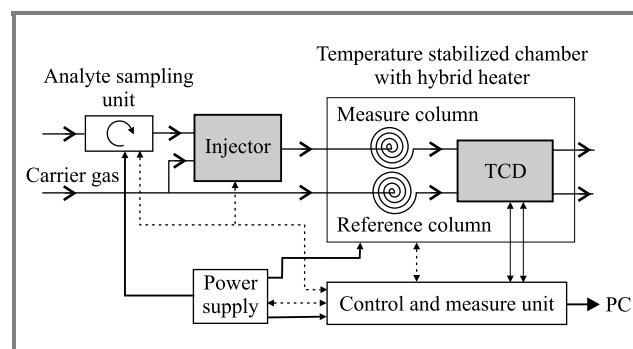 Temperature stabilized chamber
with hybrid heater
Analyte sampling
unit
Measure column
Injector
TCD
Carrier gas
Reference column
Power
supply
Control and measure unit
PC